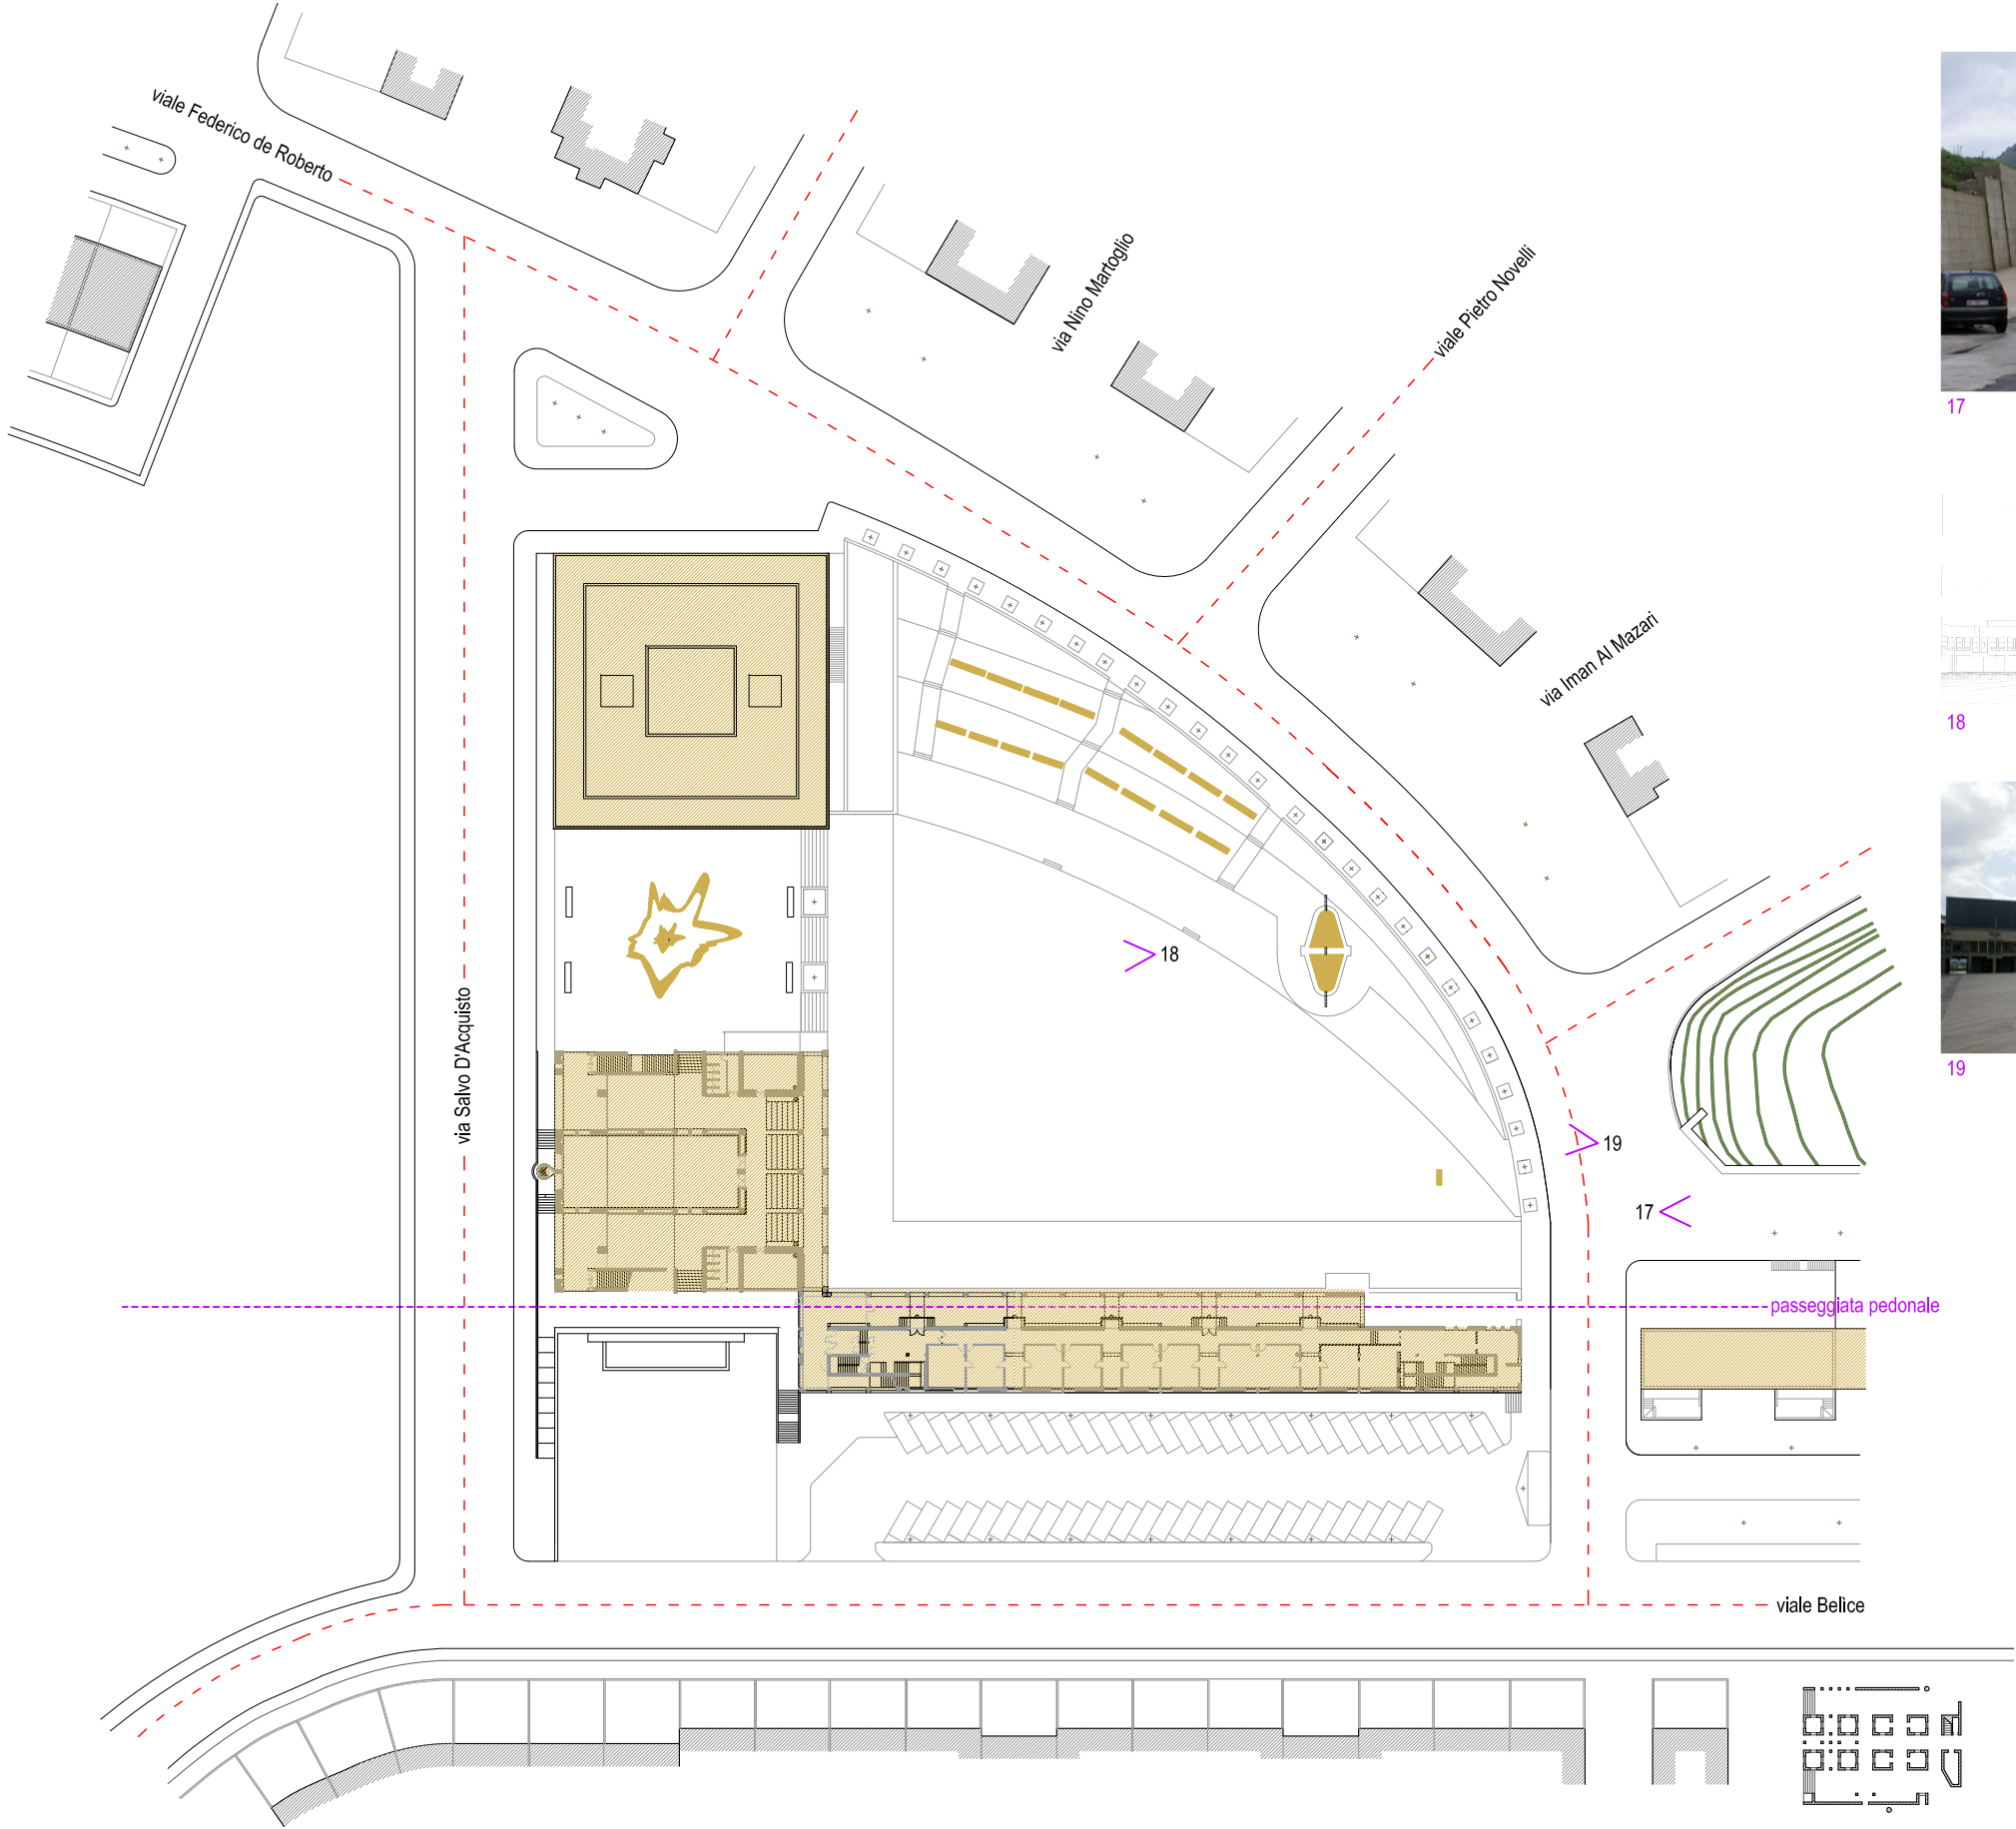 viale Federico de Roberto
via Nino Martoglio
viale Pietro Novelli
17
via Iman Al Mazari
18
18
via Salvo D'Acquisto
19
19
17
passeggiata pedonale
viale Belice